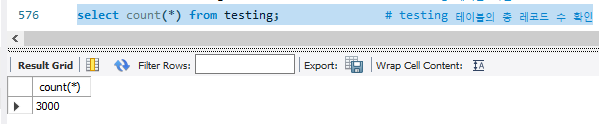 576 select count(*) from testing; # testing 테이블의 총 레코드 수 확인
Result Grid Filter Rows: Export: Wrap Cell Content:
count(*)
3000